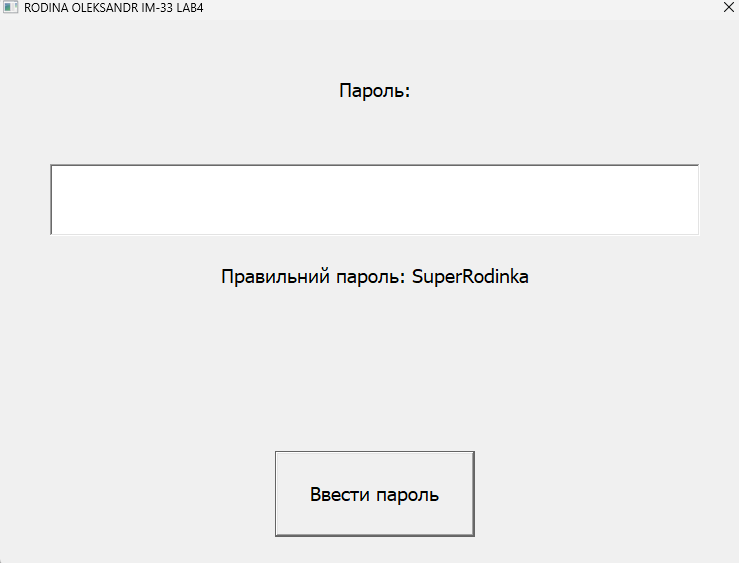 RODINA OLEKSANDR IM-33 LAB4
Пароль:
Правильний пароль: SuperRodinka
Ввести пароль